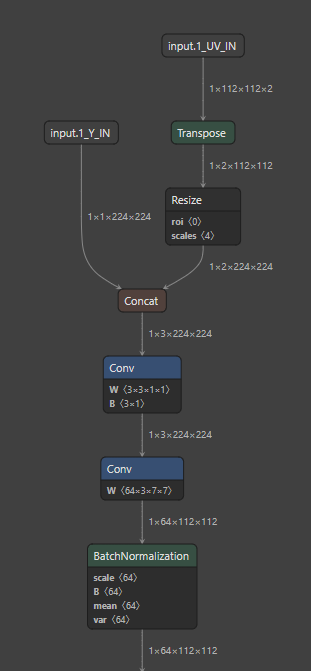 input.1_UV_IN
1×112×112×2
input.1_Y_IN
Transpose
1×2×112×112
Resize
roi ⟨0⟩
scales ⟨4⟩
1×1×224×224
1×2×224×224
Concat
1×3×224×224
Conv
W ⟨3×3×1×1⟩
B ⟨3×1⟩
1×3×224×224
Conv
W ⟨64×3×7×7⟩
1×64×112×112
BatchNormalization
scale ⟨64⟩
B ⟨64⟩
mean ⟨64⟩
var ⟨64⟩
1×64×112×112